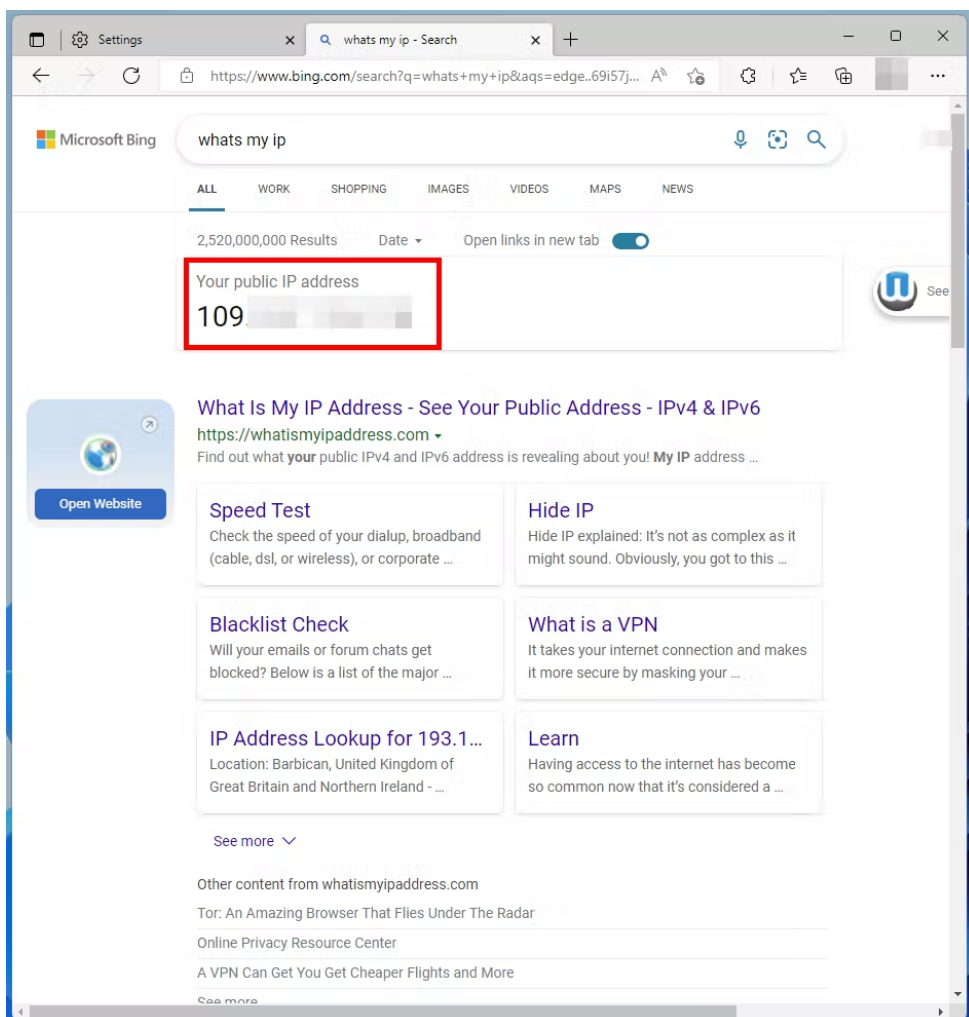 Settings
whats my ip - Search
https://www.bing.com/search?q=whats+my+ip&aqs=edge..69i57j...
Microsoft Bing
whats my ip
ALL WORK SHOPPING IMAGES VIDEOS MAPS NEWS
2,520,000,000 Results Date Open links in new tab
Your public IP address
109.
See
What Is My IP Address - See Your Public Address - IPv4 & IPv6
https://whatismyipaddress.com
Find out what your public IPv4 and IPv6 address is revealing about you! My IP address ...
Open Website
Speed Test
Check the speed of your dialup, broadband
(cable, dsl, or wireless), or corporate ...
Hide IP
Hide IP explained: It's not as complex as it
might sound. Obviously, you got to this ...
Blacklist Check
Will your emails or forum chats get
blocked? Below is a list of the major ...
What is a VPN
It takes your internet connection and makes
it more secure by masking your ...
IP Address Lookup for 193.1...
Location: Barbican, United Kingdom of
Great Britain and Northern Ireland - ...
Learn
Having access to the internet has become
so common now that it's considered a ...
See more
Other content from whatismyipaddress.com
Tor: An Amazing Browser That Flies Under The Radar
Online Privacy Resource Center
A VPN Can Get You Get Cheaper Flights and More
See more